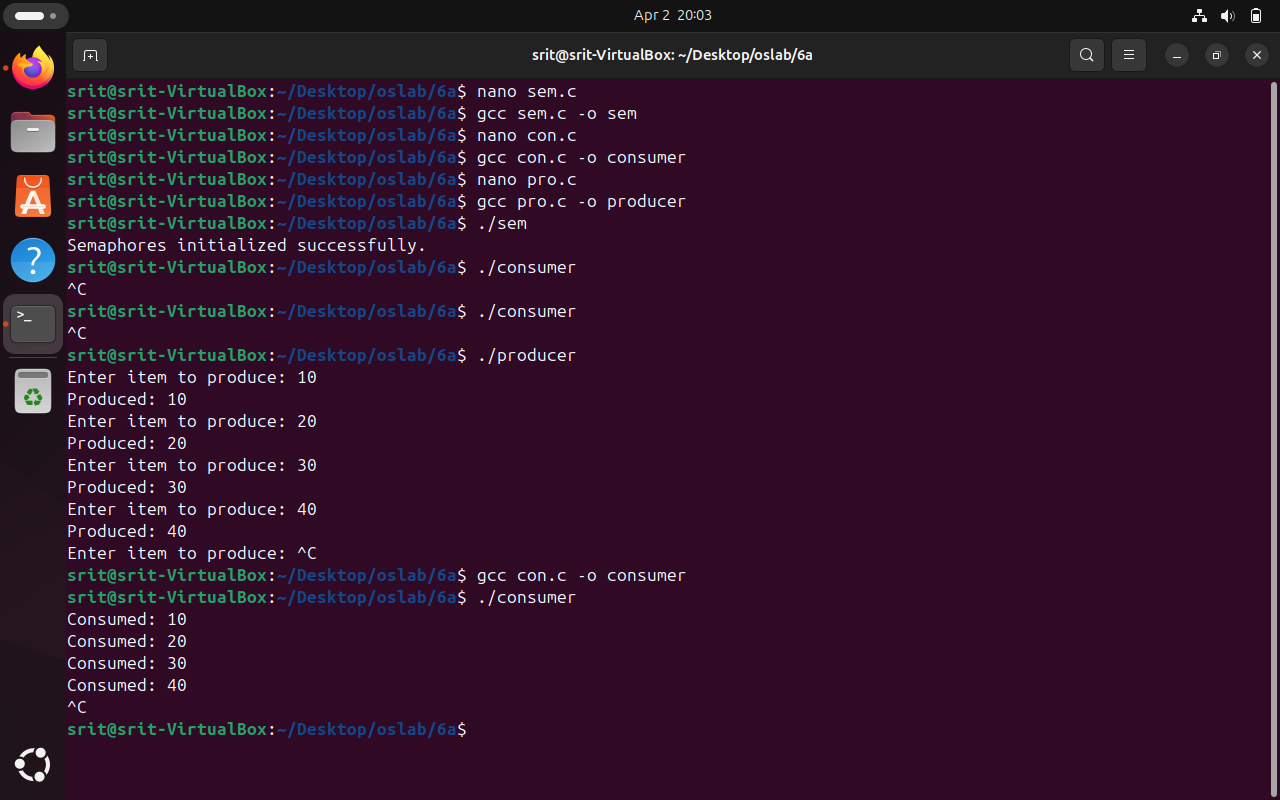 Apr 2 20:03
srit@srit-VirtualBox: ~/Desktop/oslab/6a
srit@srit-VirtualBox:~/Desktop/oslab/6a$ nano sem.c
srit@srit-VirtualBox:~/Desktop/oslab/6a$ gcc sem.c -o sem
srit@srit-VirtualBox:~/Desktop/oslab/6a$ nano con.c
srit@srit-VirtualBox:~/Desktop/oslab/6a$ gcc con.c -o consumer
srit@srit-VirtualBox:~/Desktop/oslab/6a$ nano pro.c
srit@srit-VirtualBox:~/Desktop/oslab/6a$ gcc pro.c -o producer
srit@srit-VirtualBox:~/Desktop/oslab/6a$ ./sem
Semaphores initialized successfully.
srit@srit-VirtualBox:~/Desktop/oslab/6a$ ./consumer
^C
srit@srit-VirtualBox:~/Desktop/oslab/6a$ ./consumer
^C
srit@srit-VirtualBox:~/Desktop/oslab/6a$ ./producer
Enter item to produce: 10
Produced: 10
Enter item to produce: 20
Produced: 20
Enter item to produce: 30
Produced: 30
Enter item to produce: 40
Produced: 40
Enter item to produce: ^C
srit@srit-VirtualBox:~/Desktop/oslab/6a$ gcc con.c -o consumer
srit@srit-VirtualBox:~/Desktop/oslab/6a$ ./consumer
Consumed: 10
Consumed: 20
Consumed: 30
Consumed: 40
^C
srit@srit-VirtualBox:~/Desktop/oslab/6a$